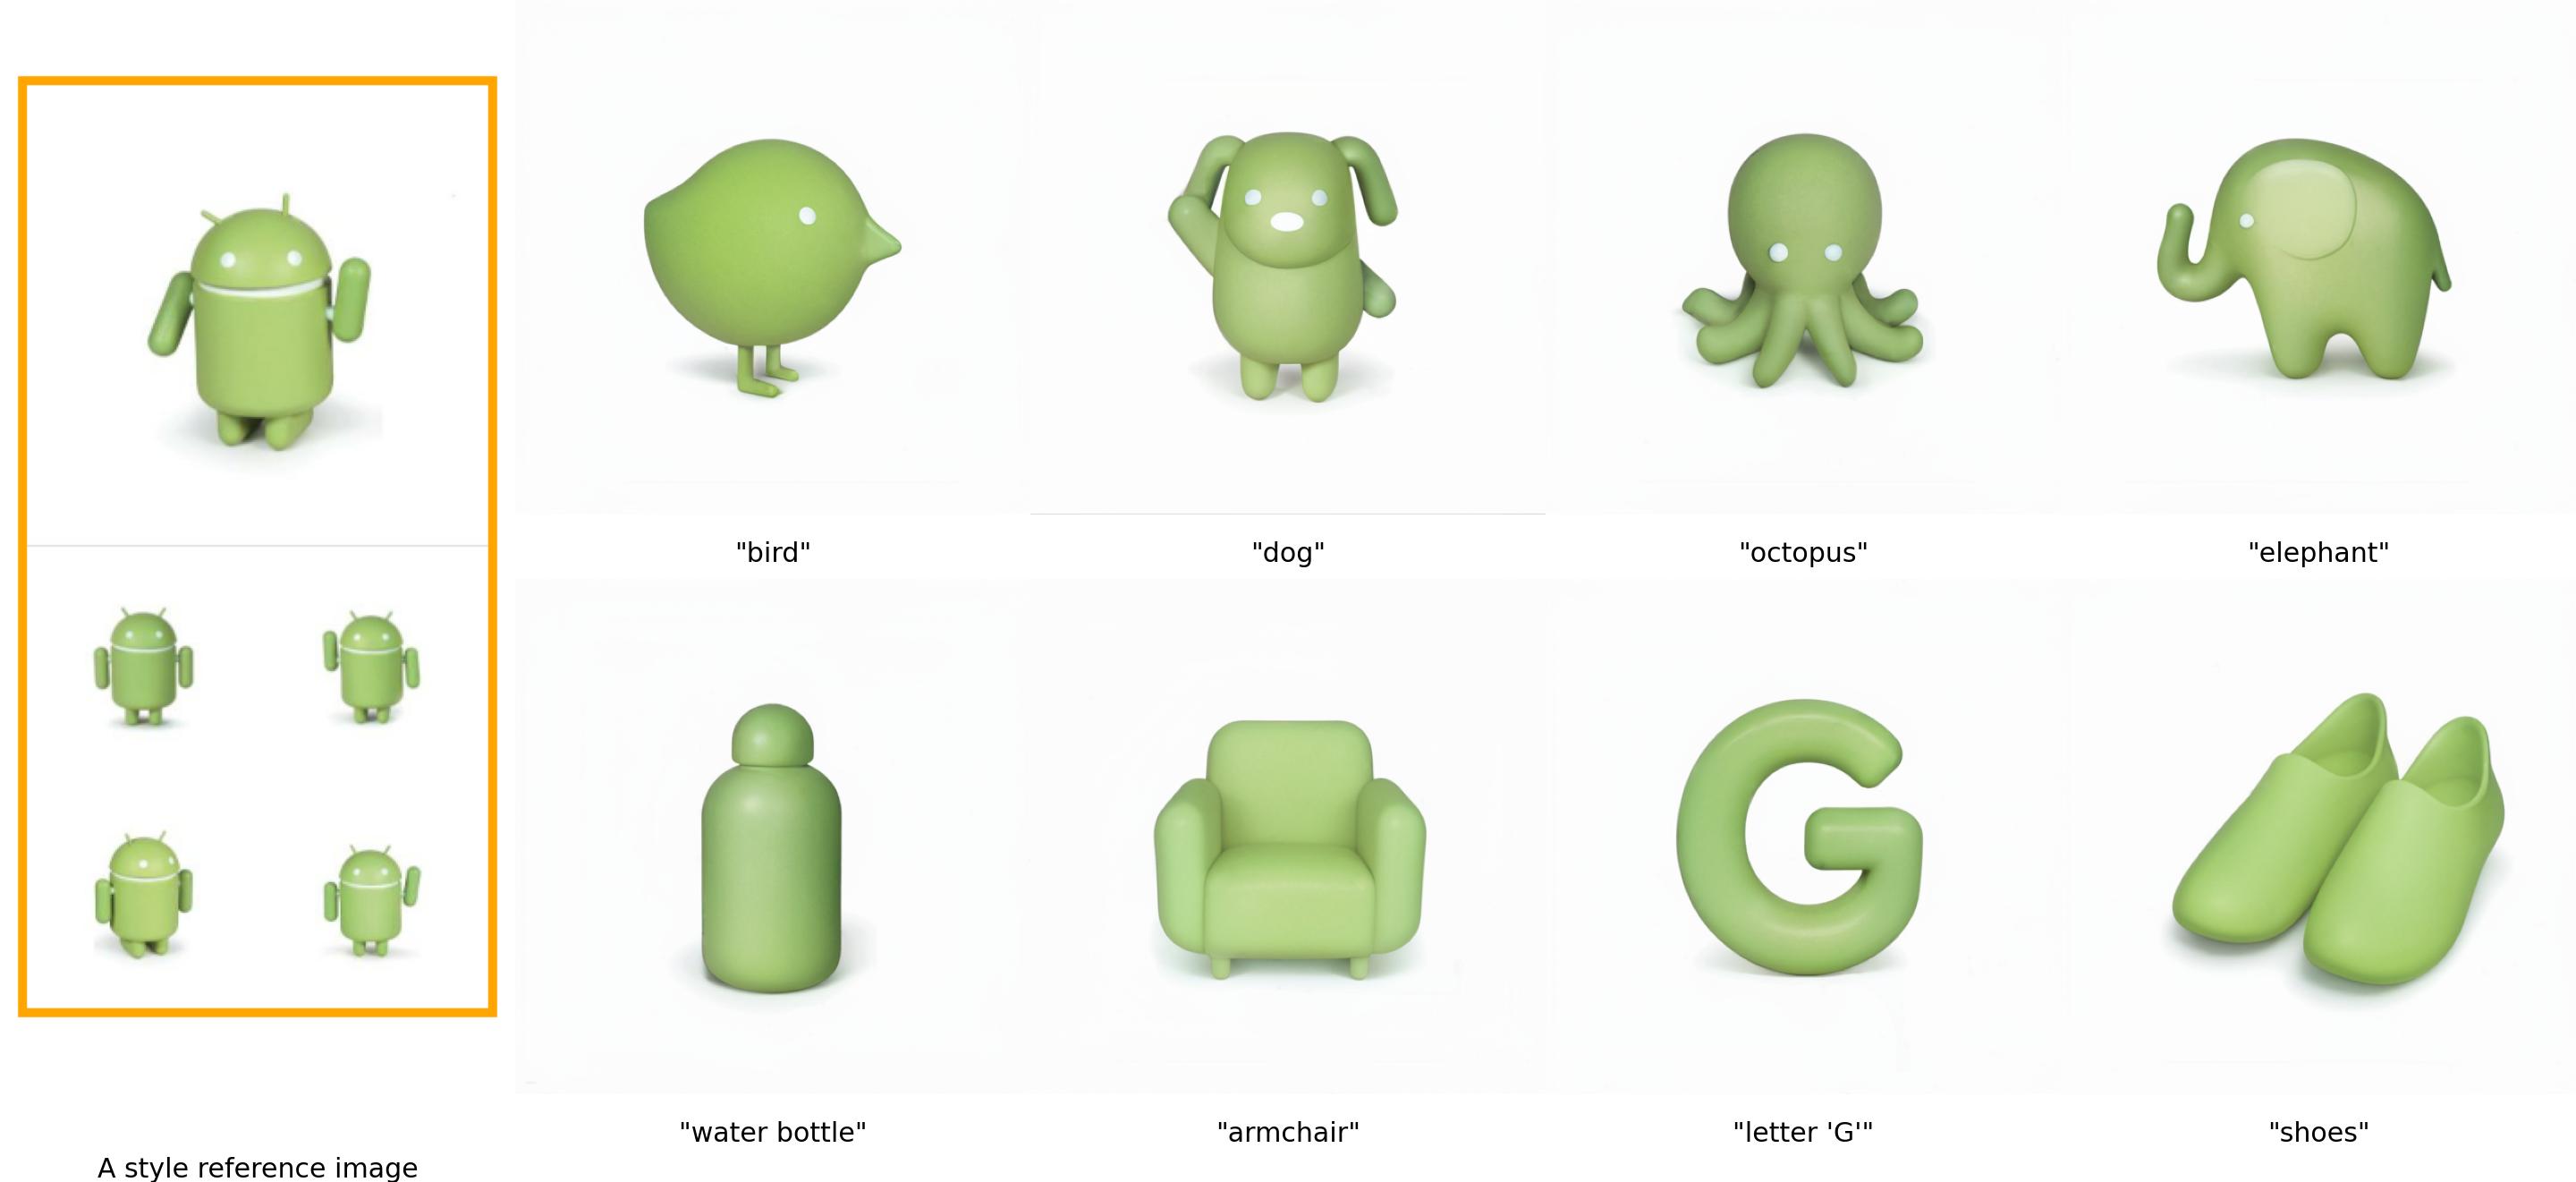 "bird"
"dog"
"octopus"
"elephant"
"water bottle"
"armchair"
"letter 'G'"
"shoes"
A style reference image